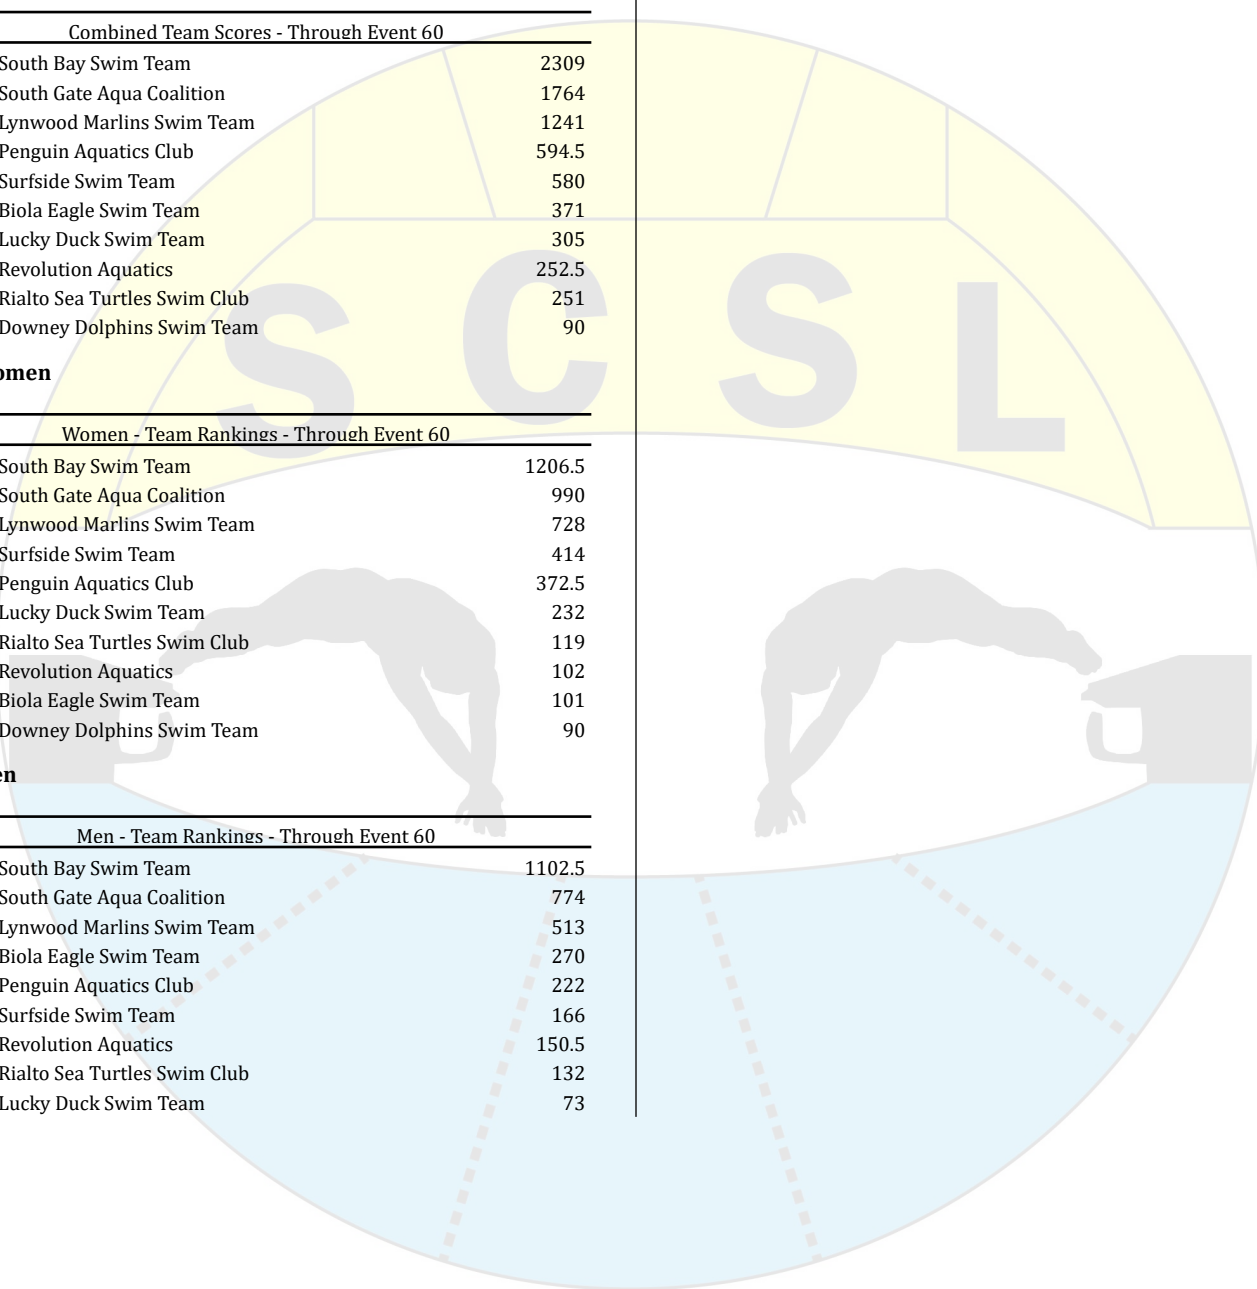 Combined Team Scores - Through Event 60
South Bay Swim Team 2309
South Gate Aqua Coalition 1764
Lynwood Marlins Swim Team 1241
Penguin Aquatics Club 594.5
Surfside Swim Team 580
Biola Eagle Swim Team 371
Lucky Duck Swim Team 305
Revolution Aquatics 252.5
Rialto Sea Turtles Swim Club 251
Downey Dolphins Swim Team 90
omen
Women - Team Rankings - Through Event 60
South Bay Swim Team 1206.5
South Gate Aqua Coalition 990
Lynwood Marlins Swim Team 728
Surfside Swim Team 414
Penguin Aquatics Club 372.5
Lucky Duck Swim Team 232
Rialto Sea Turtles Swim Club 119
Revolution Aquatics 102
Biola Eagle Swim Team 101
Downey Dolphins Swim Team 90
en
Men - Team Rankings - Through Event 60
South Bay Swim Team 1102.5
South Gate Aqua Coalition 774
Lynwood Marlins Swim Team 513
Biola Eagle Swim Team 270
Penguin Aquatics Club 222
Surfside Swim Team 166
Revolution Aquatics 150.5
Rialto Sea Turtles Swim Club 132
Lucky Duck Swim Team 73
SCSL